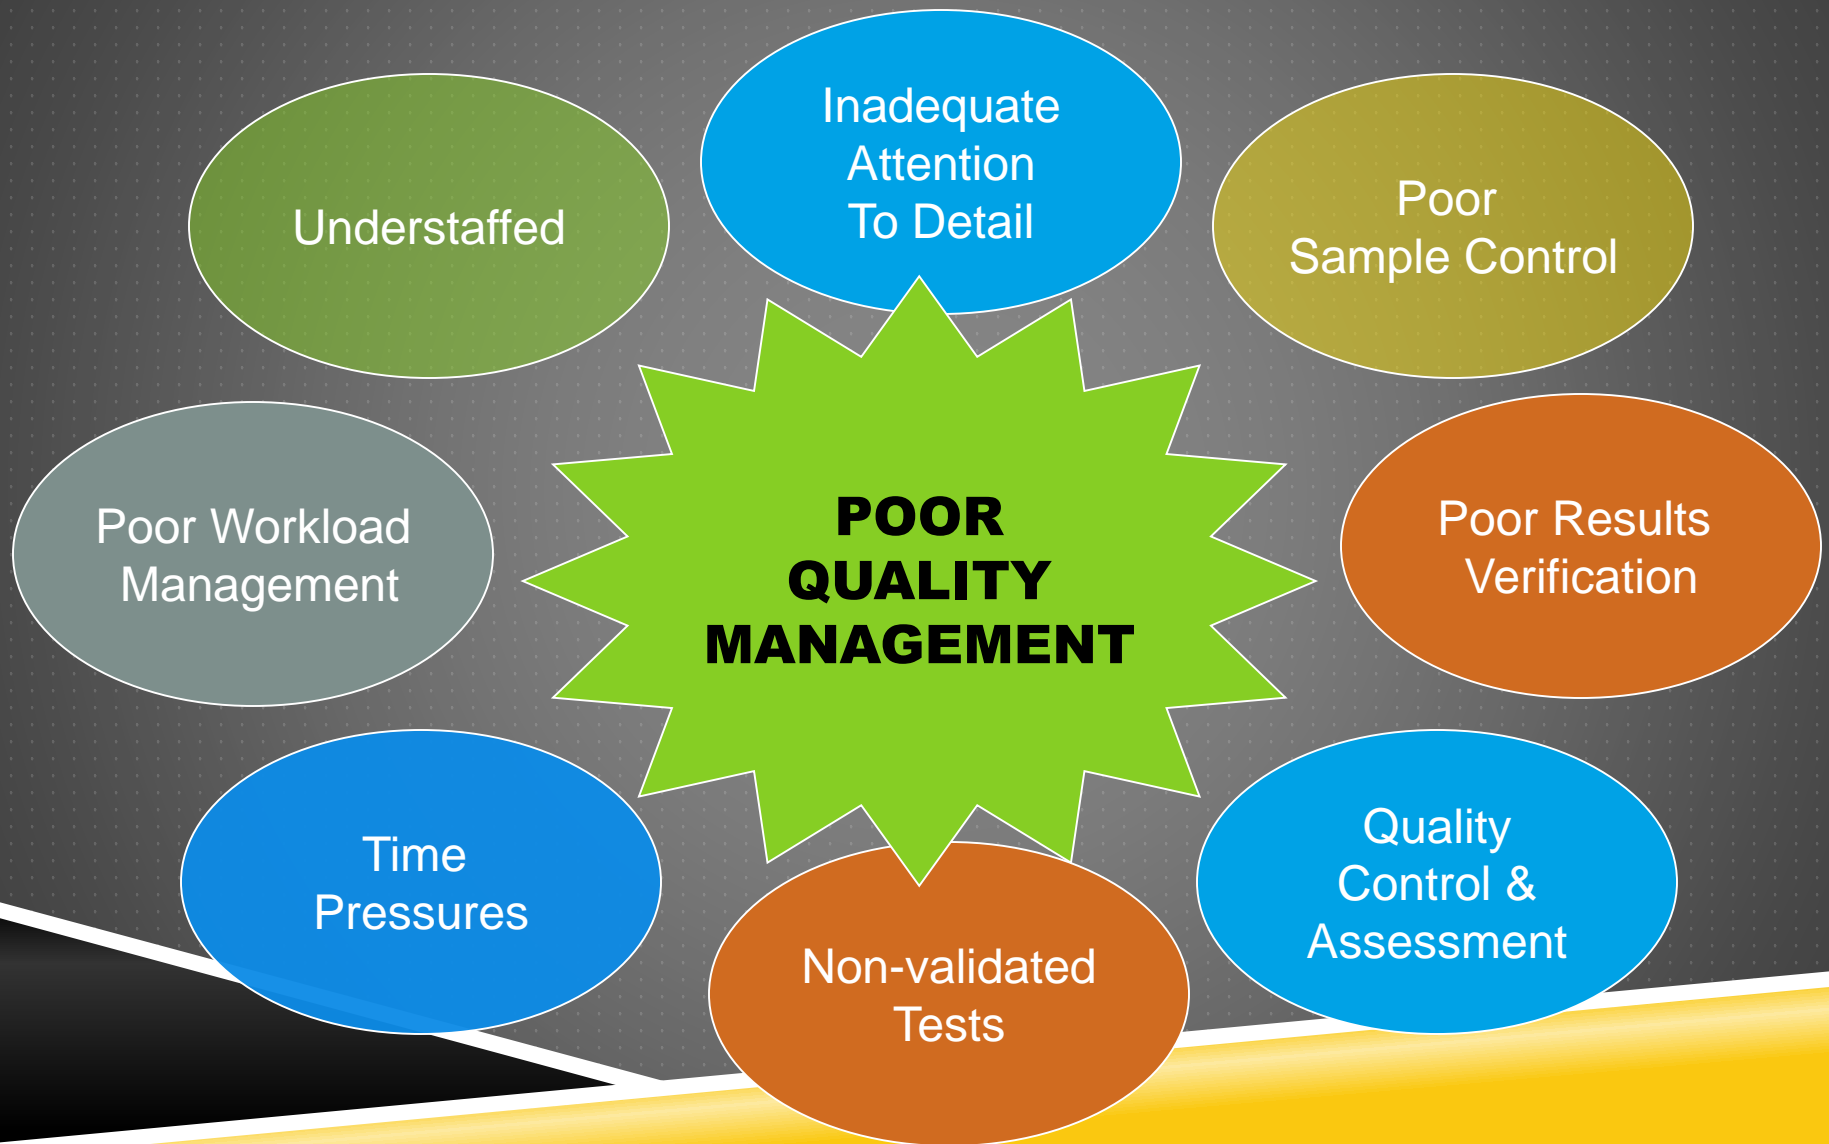 Inadequate
Attention
To Detail
Understaffed
Poor
Sample Control
Poor Workload
Management
POOR
QUALITY
MANAGEMENT
Poor Results
Verification
Time
Pressures
Quality
Control &
Assessment
Non-validated
Tests